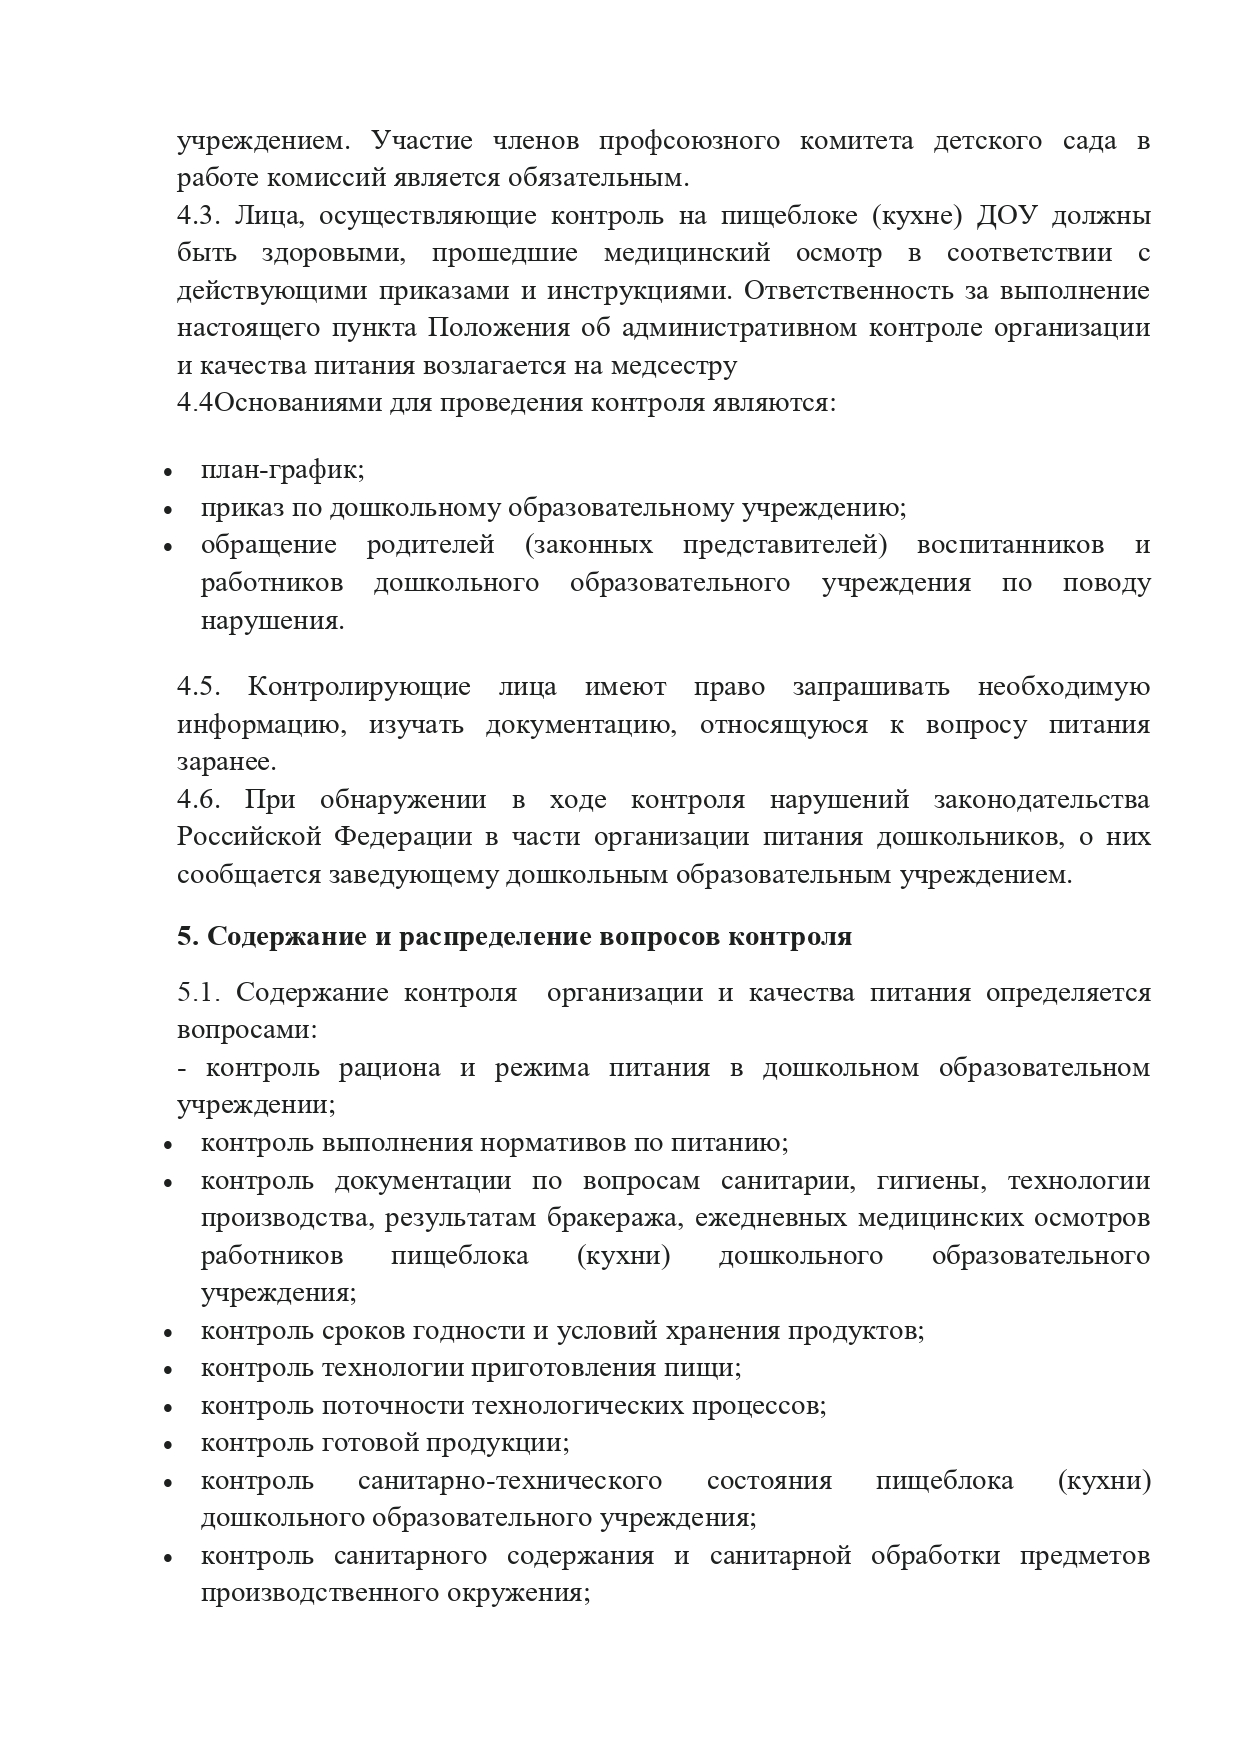 учреждением. Участие членов профсоюзного комитета детского сада в
работе комиссий является обязательным.
4.3. Лица, осуществляющие контроль на пищеблоке (кухне) ДОУ должны
быть здоровыми, прошедшие медицинский осмотр в соответствии с
действующими приказами и инструкциями. Ответственность за выполнение
настоящего пункта Положения об административном контроле организации
и качества питания возлагается на медсестру
4.4Основаниями для проведения контроля являются:
• план-график;
• приказ по дошкольному образовательному учреждению;
• обращение родителей (законных представителей) воспитанников и
работников дошкольного образовательного учреждения по поводу
нарушения.
4.5. Контролирующие лица имеют право запрашивать необходимую
информацию, изучать документацию, относящуюся к вопросу питания
заранее.
4.6. При обнаружении в ходе контроля нарушений законодательства
Российской Федерации в части организации питания дошкольников, о них
сообщается заведующему дошкольным образовательным учреждением.
5. Содержание и распределение вопросов контроля
5.1. Содержание контроля организации и качества питания определяется
вопросами:
- контроль рациона и режима питания в дошкольном образовательном
учреждении;
• контроль выполнения нормативов по питанию;
• контроль документации по вопросам санитарии, гигиены, технологии
производства, результатам бракеража, ежедневных медицинских осмотров
работников пищеблока (кухни) дошкольного образовательного
учреждения;
• контроль сроков годности и условий хранения продуктов;
• контроль технологии приготовления пищи;
• контроль поточности технологических процессов;
• контроль готовой продукции;
• контроль санитарно-технического состояния пищеблока (кухни)
дошкольного образовательного учреждения;
• контроль санитарного содержания и санитарной обработки предметов
производственного окружения;